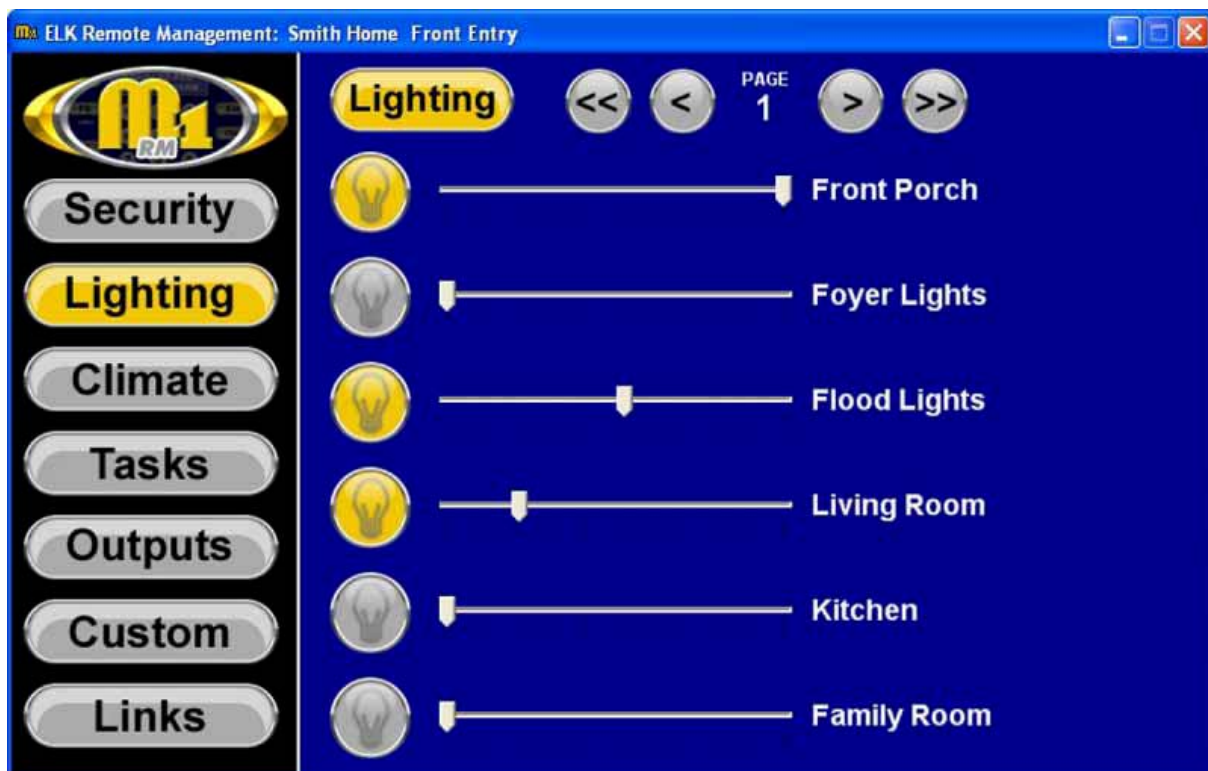 ELK Remote Management: Smith Home Front Entry
M1
RM
Security
Lighting
Climate
Tasks
Outputs
Custom
Links
Lighting
<<
<
PAGE
1
>
>>
Front Porch
Foyer Lights
Flood Lights
Living Room
Kitchen
Family Room